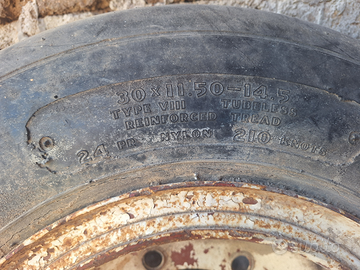 30×11.50-14.5
TYPE VIII TUBELESS
REINFORCED TREAD
24 PR NYLON 210 KNOTS